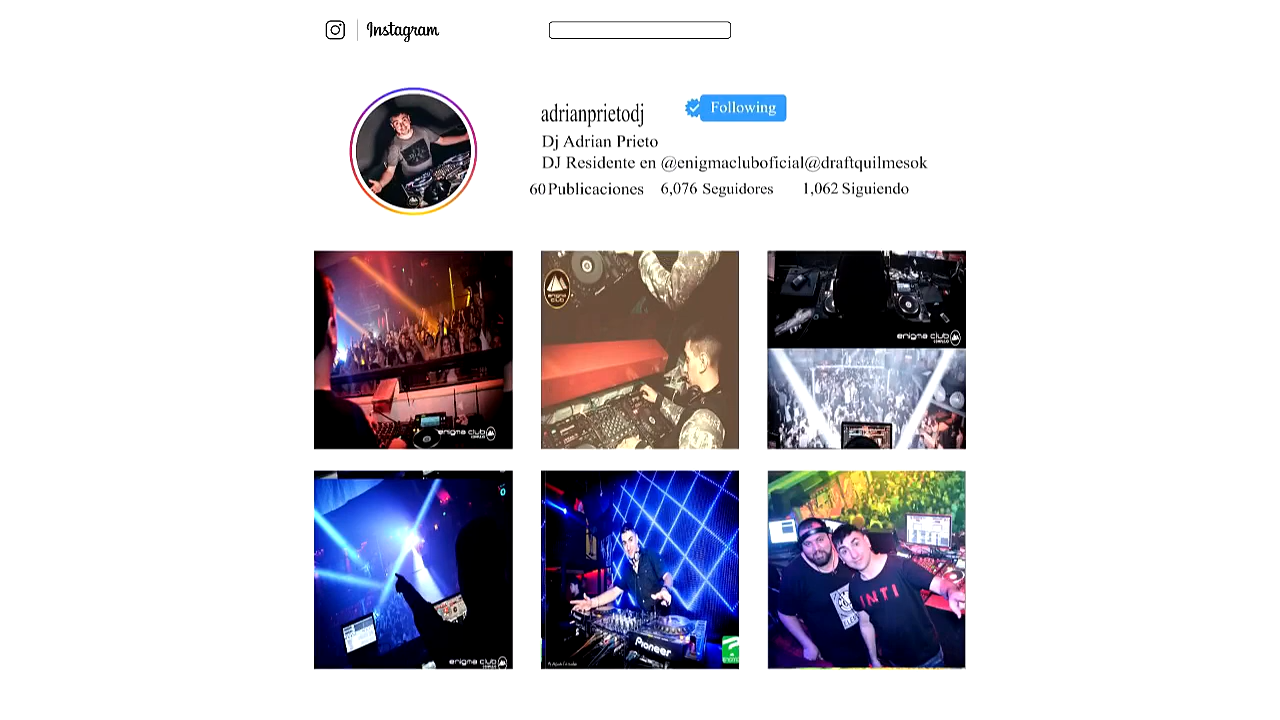 Instagram
adrianprietodj
Following
Dj Adrian Prieto
DJ Residente en @enigmacluboficial@draftquilmesok
60 Publicaciones 6,076 Seguidores 1,062 Siguiendo
enigma club
enigma club
enigma club
enigma club
Pioneer
INTI